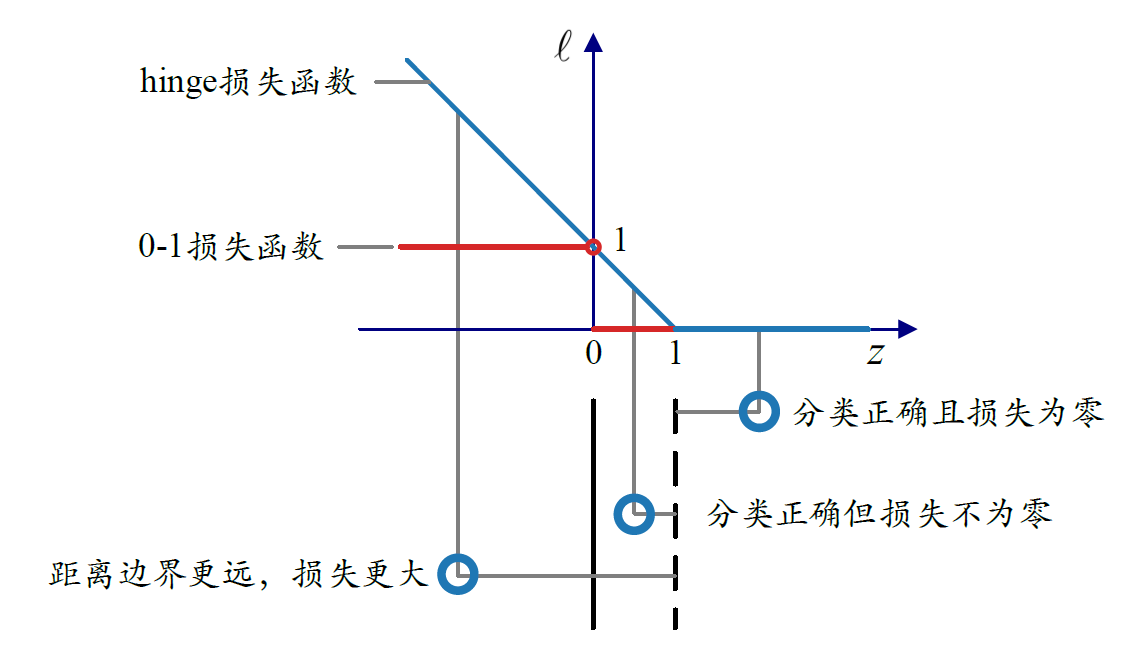 ℓ
hinge损失函数
0-1损失函数
1
0
1
z
分类正确且损失为零
分类正确但损失不为零
距离边界更远，损失更大